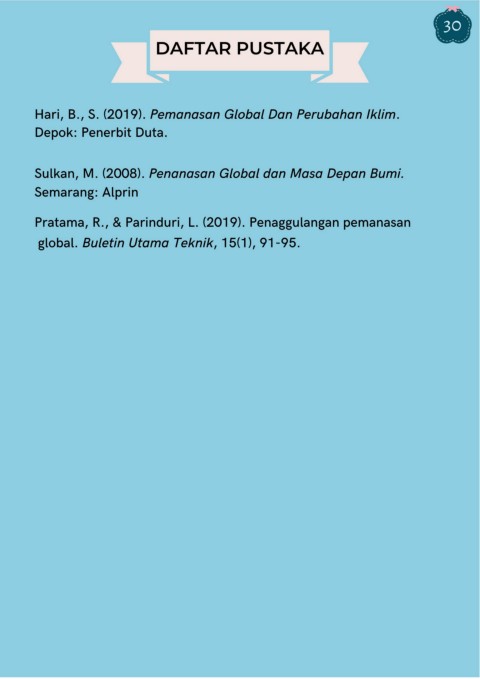 30
DAFTAR PUSTAKA
Hari, B., S. (2019). Pemanasan Global Dan Perubahan Iklim.
Depok: Penerbit Duta.
Sulkan, M. (2008). Penanasan Global dan Masa Depan Bumi.
Semarang: Alprin
Pratama, R., & Parinduri, L. (2019). Penaggulangan pemanasan
global. Buletin Utama Teknik, 15(1), 91-95.